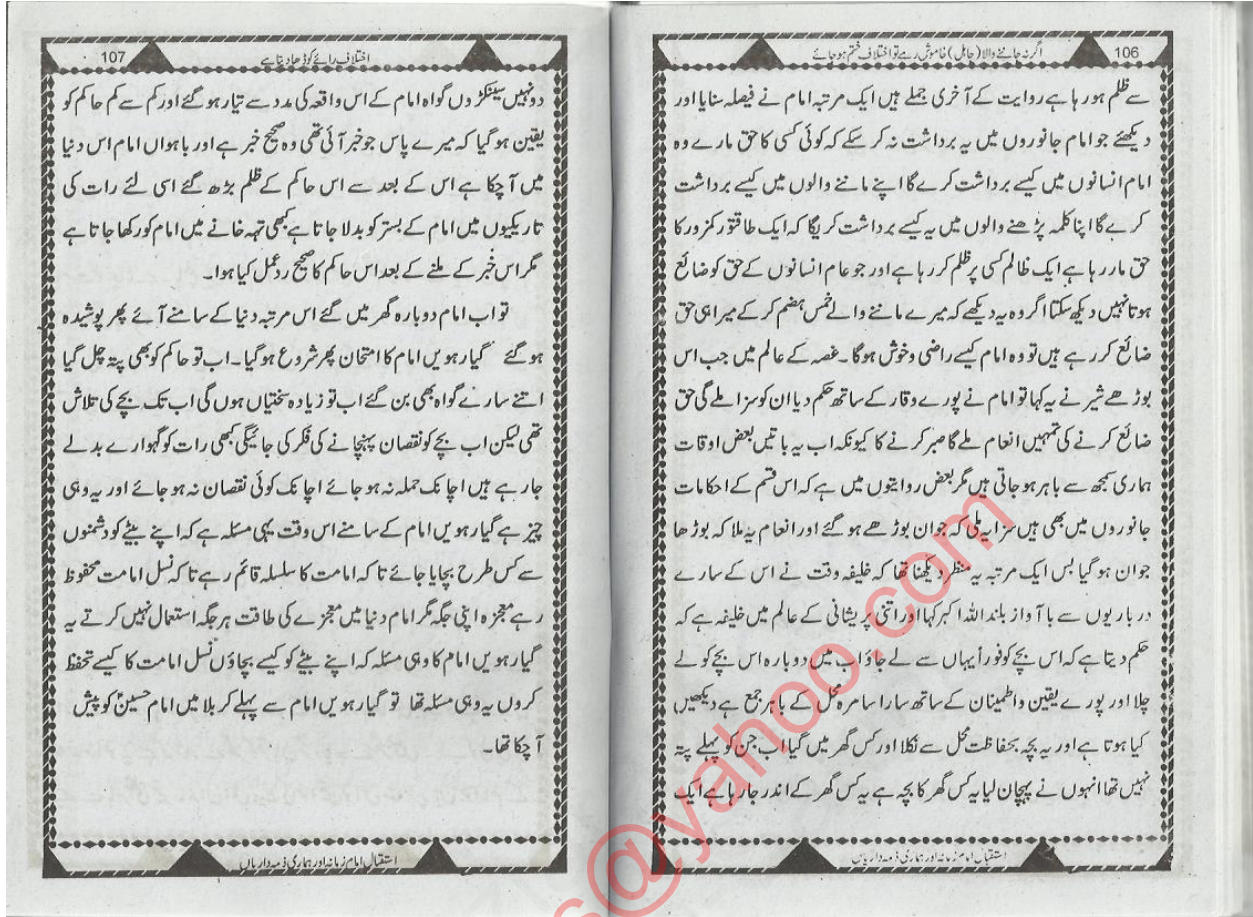 106
اگر نہ جاننے والا (جاہل) خاموش رہے تو اختلاف ختم ہو جائے
سے ظلم ہو رہا ہے روایت کے آخری جملے ہیں ایک مرتبہ امام نے فیصلہ سنایا اور
دیکھئے جو امام جانوروں میں یہ برداشت نہ کر سکے کہ کوئی کسی کا حق مارے وہ
امام انسانوں میں کیسے برداشت کرے گا اپنے ماننے والوں میں کیسے برداشت
کرے گا اپنا کلمہ پڑھنے والوں میں یہ کیسے برداشت کریگا کہ ایک طاقتور کمزور کا
حق مار رہا ہے ایک ظالم کسی پر ظلم کر رہا ہے اور جو عام انسانوں کے حق کو ضائع
ہوتا نہیں دیکھ سکتا اگر وہ یہ دیکھے کہ میرے ماننے والے خمس ہضم کر کے میرا ہی حق
ضائع کر رہے ہیں تو وہ امام کیسے راضی و خوش ہوگا۔ غصہ کے عالم میں جب اس
بوڑھے شیر نے یہ کہا تو امام نے پورے وقار کے ساتھ حکم دیا ان کو سزا ملے گی حق
ضائع کرنے کی تمہیں انعام ملے گا صبر کرنے کا کیونکہ اب یہ باتیں بعض اوقات
ہماری سمجھ سے باہر ہو جاتی ہیں مگر بعض روایتوں میں ہے کہ اس قسم کے احکامات
جانوروں میں بھی ہیں سزا یہ ملی کہ جوان بوڑھے ہو گئے اور انعام یہ ملا کہ بوڑھا
جوان ہو گیا بس ایک مرتبہ یہ منظر دیکھنا تھا کہ خلیفہ وقت نے اس کے سارے
درباریوں سے با آواز بلند اللہ اکبر کہا اور اتنی پریشانی کے عالم میں خلیفہ ہے کہ
حکم دیتا ہے کہ اس بچے کو فوراً یہاں سے لے جاؤ اب میں دوبارہ اس بچے کو لے
چلا اور پورے یقین و اطمینان کے ساتھ سارا سامرہ محل کے باہر جمع ہے دیکھیں
کیا ہوتا ہے اور یہ بچہ بحفاظت محل سے نکلا اور کس گھر میں گیا اب جن کو پہلے پتہ
نہیں تھا انہوں نے پہچان لیا یہ کس گھر کا بچہ ہے یہ کس گھر کے اندر جا رہا ہے ایک
استقبال امام زمانہ اور ہماری ذمہ داریاں
107
اختلاف رائے کو ڈھا دیتا ہے
دو نہیں سینکڑوں گواہ امام کے اس واقعہ کی مدد سے تیار ہو گئے اور کم سے کم حاکم کو
یقین ہو گیا کہ میرے پاس جو خبر آئی تھی وہ صحیح خبر ہے اور باہواں امام اس دنیا
میں آ چکا ہے اس کے بعد سے اس حاکم کے ظلم بڑھ گئے اسی لئے رات کی
تاریکیوں میں امام کے بستر کو بدلا جاتا ہے کبھی تہہ خانے میں امام کو رکھا جاتا ہے
مگر اس خبر کے ملنے کے بعد اس حاکم کا صحیح ردعمل کیا ہوا۔
تو اب امام دوبارہ گھر میں گئے اس مرتبہ دنیا کے سامنے آئے پھر پوشیدہ
ہو گئے گیارہویں امام کا امتحان پھر شروع ہو گیا۔ اب تو حاکم کو بھی پتہ چل گیا
اتنے سارے گواہ بھی بن گئے اب تو زیادہ سختیاں ہوں گی اب تک بچے کی تلاش
تھی لیکن اب بچے کو نقصان پہنچانے کی فکر کی جائیگی کبھی رات کو گہوارے بدلے
جا رہے ہیں اچانک حملہ نہ ہو جائے اچانک کوئی نقصان نہ ہو جائے اور یہ وہی
چیز ہے گیارہویں امام کے سامنے اس وقت یہی مسئلہ ہے کہ اپنے بیٹے کو دشمنوں
سے کس طرح بچایا جائے تاکہ امامت کا سلسلہ قائم رہے تاکہ نسل امامت محفوظ
رہے معجزہ اپنی جگہ مگر امام دنیا میں معجزے کی طاقت ہر جگہ استعمال نہیں کرتے یہ
گیارہویں امام کا وہی مسئلہ کہ اپنے بیٹے کو کیسے بچاؤں نسل امامت کا کیسے تحفظ
کروں یہ وہی مسئلہ تھا تو گیارہویں امام سے پہلے کربلا میں امام حسینؑ کو پیش
آ چکا تھا۔
استقبال امام زمانہ اور ہماری ذمہ داریاں
s@yahoo.com